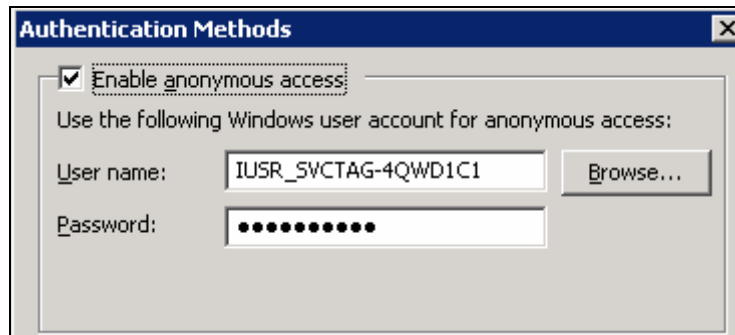 Authentication Methods
Enable anonymous access
Use the following Windows user account for anonymous access:
User name: IUSR_SVCTAG-4QWD1C1 Browse...
Password: ●●●●●●●●●●